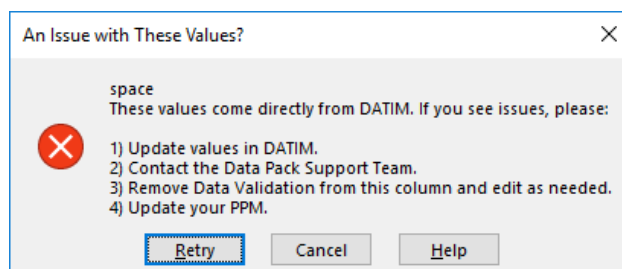 An Issue with These Values?
space
These values come directly from DATIM. If you see issues, please:
1) Update values in DATIM.
2) Contact the Data Pack Support Team.
3) Remove Data Validation from this column and edit as needed.
4) Update your PPM.
Retry Cancel Help